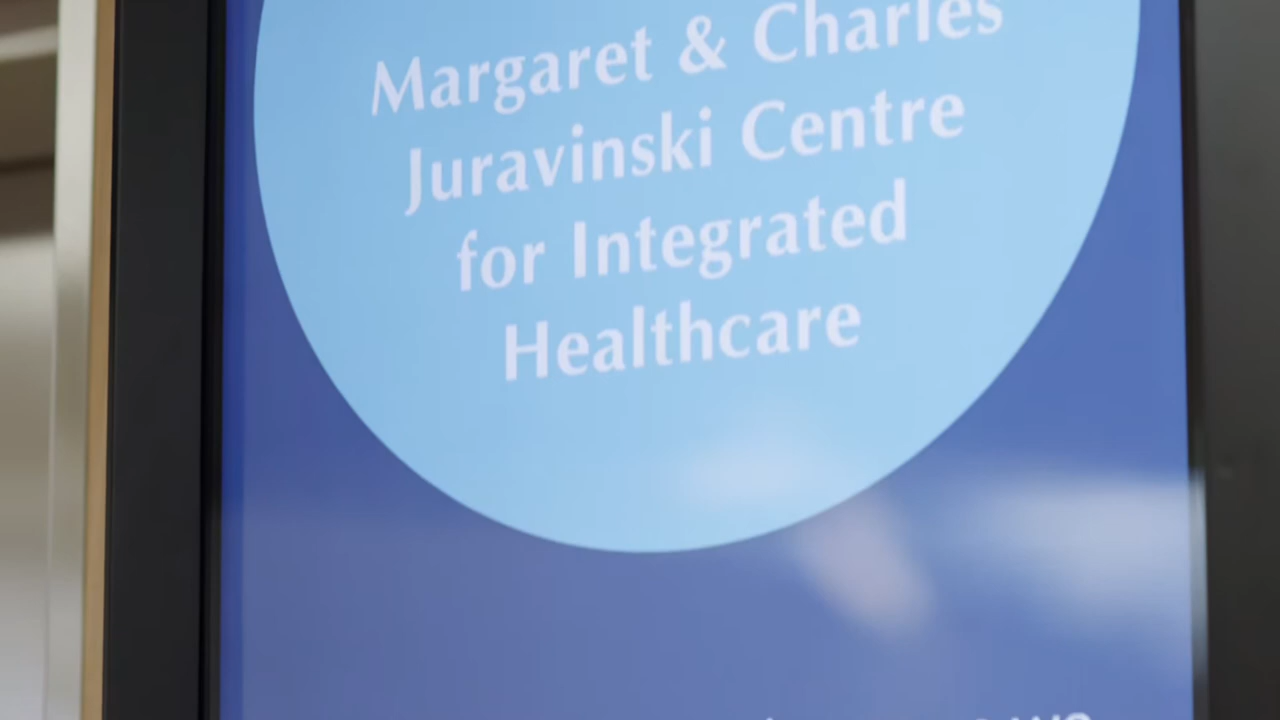 Margaret & Charles
Juravinski Centre
for Integrated
Healthcare